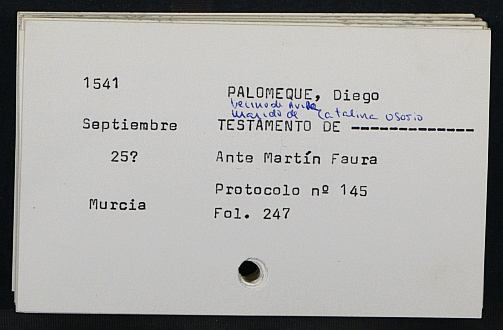 1541
PALOMEQUE, Diego
vecino de Avila
marido de Catalina Osorio
Septiembre TESTAMENTO DE --------------
25? Ante Martín Faura
Protocolo nº 145
Murcia
Fol. 247